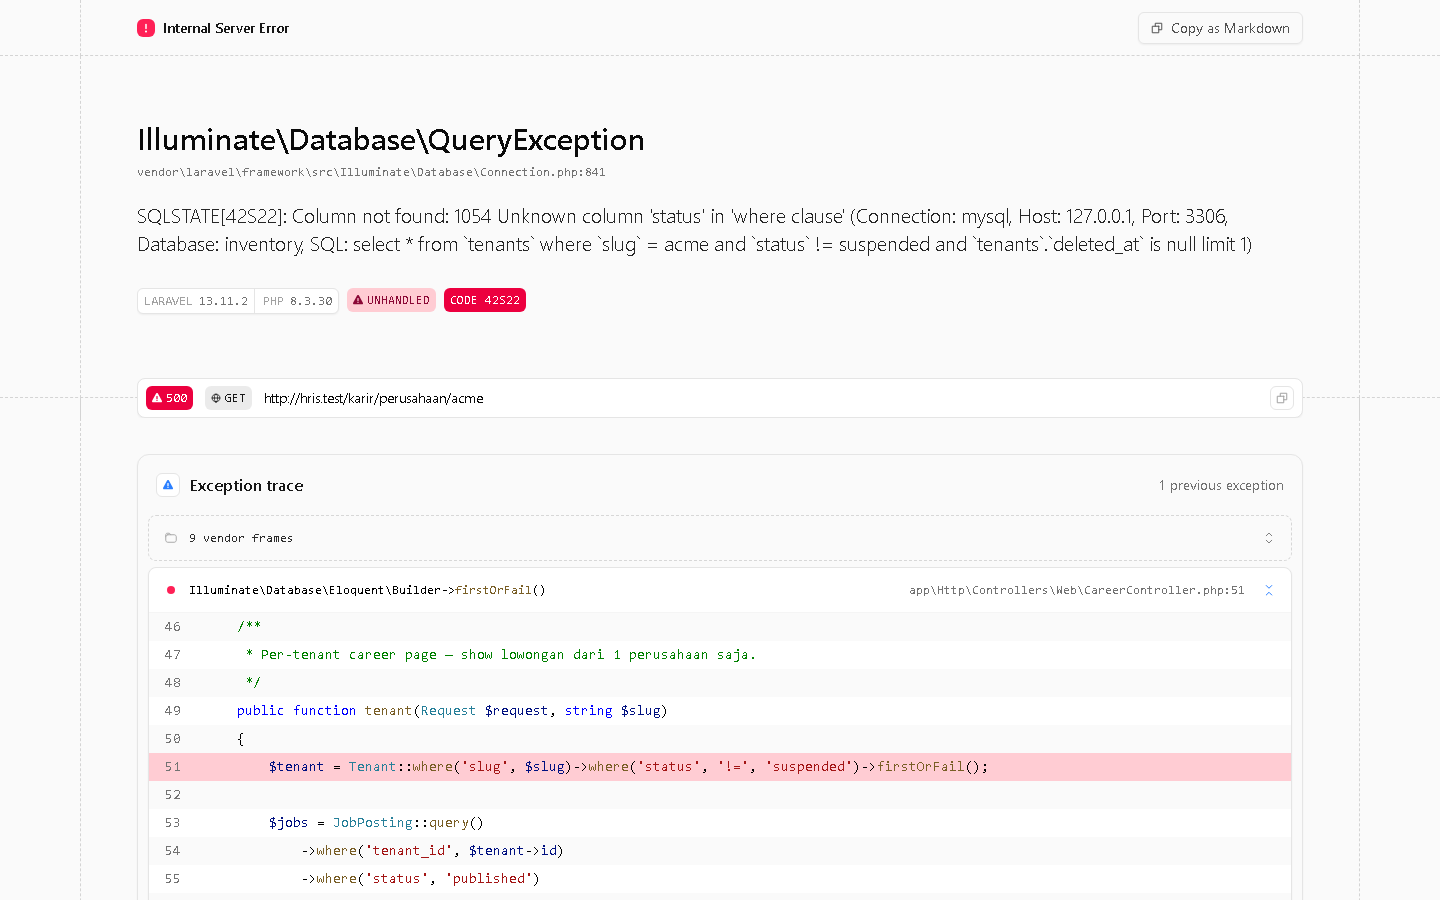 ! Internal Server Error
Copy as Markdown
Illuminate\Database\QueryException
vendor\laravel\framework\src\Illuminate\Database\Connection.php:841
SQLSTATE[42S22]: Column not found: 1054 Unknown column 'status' in 'where clause' (Connection: mysql, Host: 127.0.0.1, Port: 3306,
Database: inventory, SQL: select * from `tenants` where `slug` = acme and `status` != suspended and `tenants`.`deleted_at` is null limit 1)
LARAVEL 13.11.2 PHP 8.3.30 UNHANDLED CODE 42S22
500 GET http://hris.test/karir/perusahaan/acme
Exception trace
1 previous exception
9 vendor frames
Illuminate\Database\Eloquent\Builder->firstOrFail()
app\Http\Controllers\Web\CareerController.php:51
46 /**
47 * Per-tenant career page — show lowongan dari 1 perusahaan saja.
48 */
49 public function tenant(Request $request, string $slug)
50 {
51 $tenant = Tenant::where('slug', $slug)->where('status', '!=', 'suspended')->firstOrFail();
52
53 $jobs = JobPosting::query()
54 ->where('tenant_id', $tenant->id)
55 ->where('status', 'published')